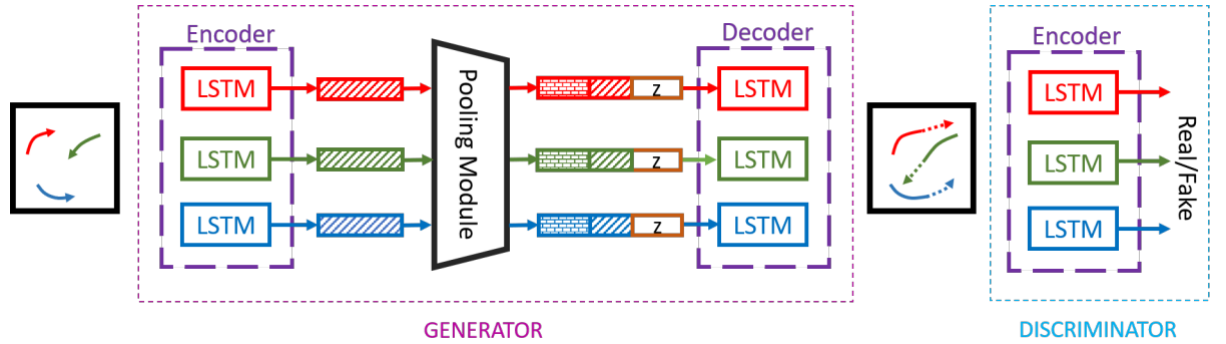 Encoder
LSTM
LSTM
LSTM
Pooling Module
z
z
z
Decoder
LSTM
LSTM
LSTM
GENERATOR
Encoder
LSTM
LSTM
LSTM
Real/Fake
DISCRIMINATOR